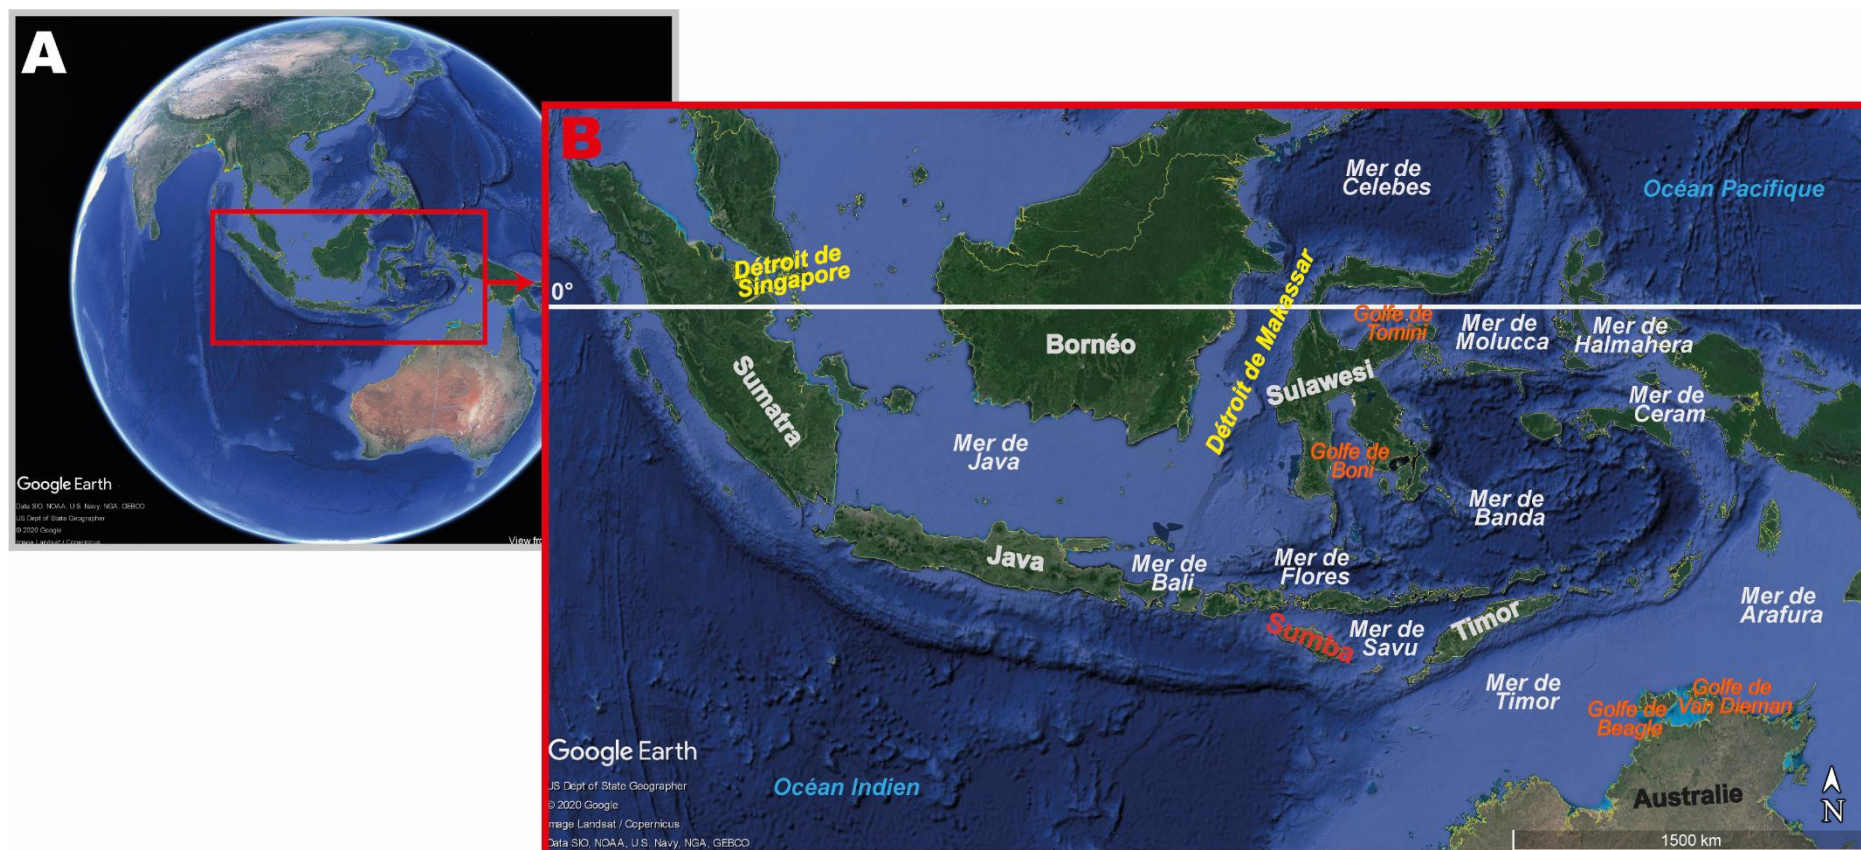 A
Google Earth
Data SIO, NOAA, U.S. Navy, NGA, GEBCO
US Dept of State Geographer
© 2020 Google
Image Landsat / Copernicus
View fro
B
Mer de
Celebes
Océan Pacifique
Détroit de
Singapore
0°
Détroit de Makassar
Golfe de
Tomini
Mer de
Molucca
Mer de
Halmahera
Bornéo
Sumatra
Sulawesi
Mer de
Ceram
Mer de
Java
Golfe de
Boni
Mer de
Banda
Java
Mer de
Bali
Mer de
Flores
Mer de
Arafura
Sumba
Mer de
Savu
Timor
Mer de
Timor
Golfe de
Beagle
Golfe de
Van Dieman
Google Earth
US Dept of State Geographer
© 2020 Google
Image Landsat / Copernicus
Data SIO, NOAA, U.S. Navy, NGA, GEBCO
Océan Indien
Australie
N
1500 km